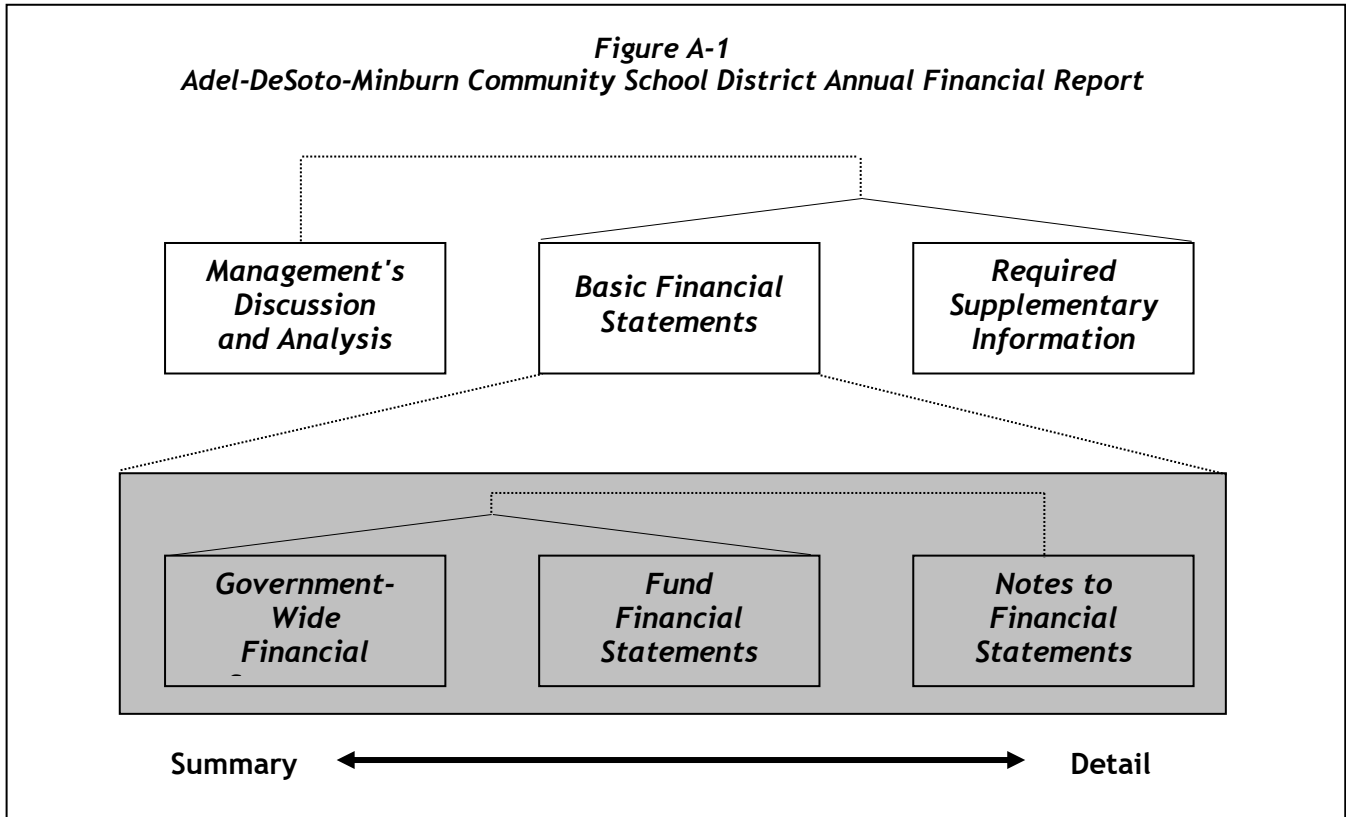 Figure A-1
Adel-DeSoto-Minburn Community School District Annual Financial Report
Management's
Discussion
and Analysis
Basic Financial
Statements
Required
Supplementary
Information
Government-
Wide
Financial
Fund
Financial
Statements
Notes to
Financial
Statements
Summary
Detail